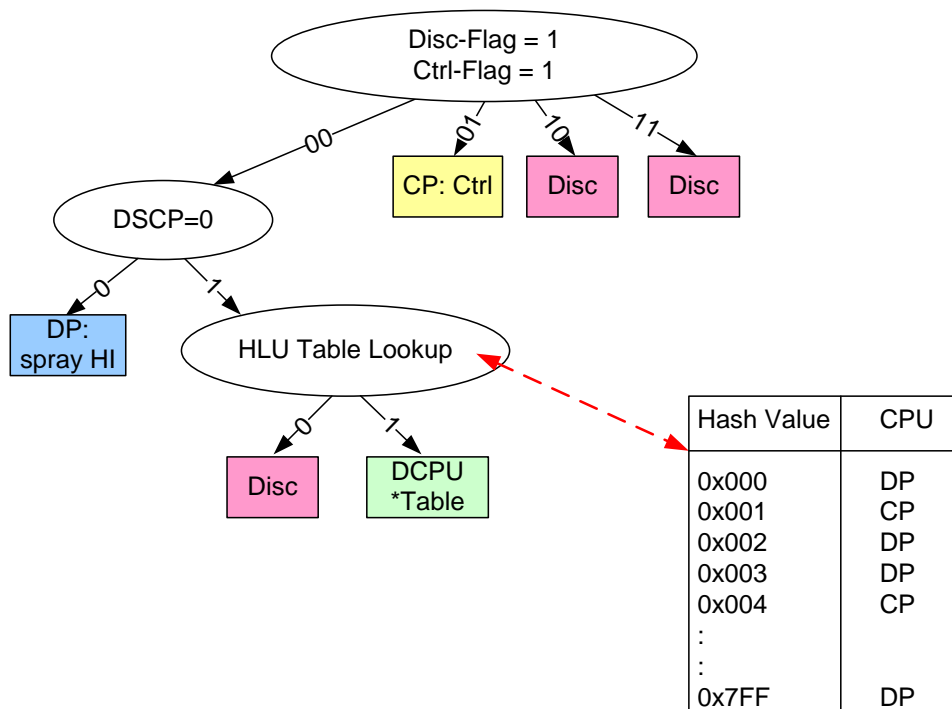 Disc-Flag = 1
Ctrl-Flag = 1
00
01
10
11
CP: Ctrl
Disc
Disc
DSCP=0
0
1
DP:
spray HI
HLU Table Lookup
0
1
Disc
DCPU
*Table
Hash Value CPU
0x000 DP
0x001 CP
0x002 DP
0x003 DP
0x004 CP
:
:
0x7FF DP